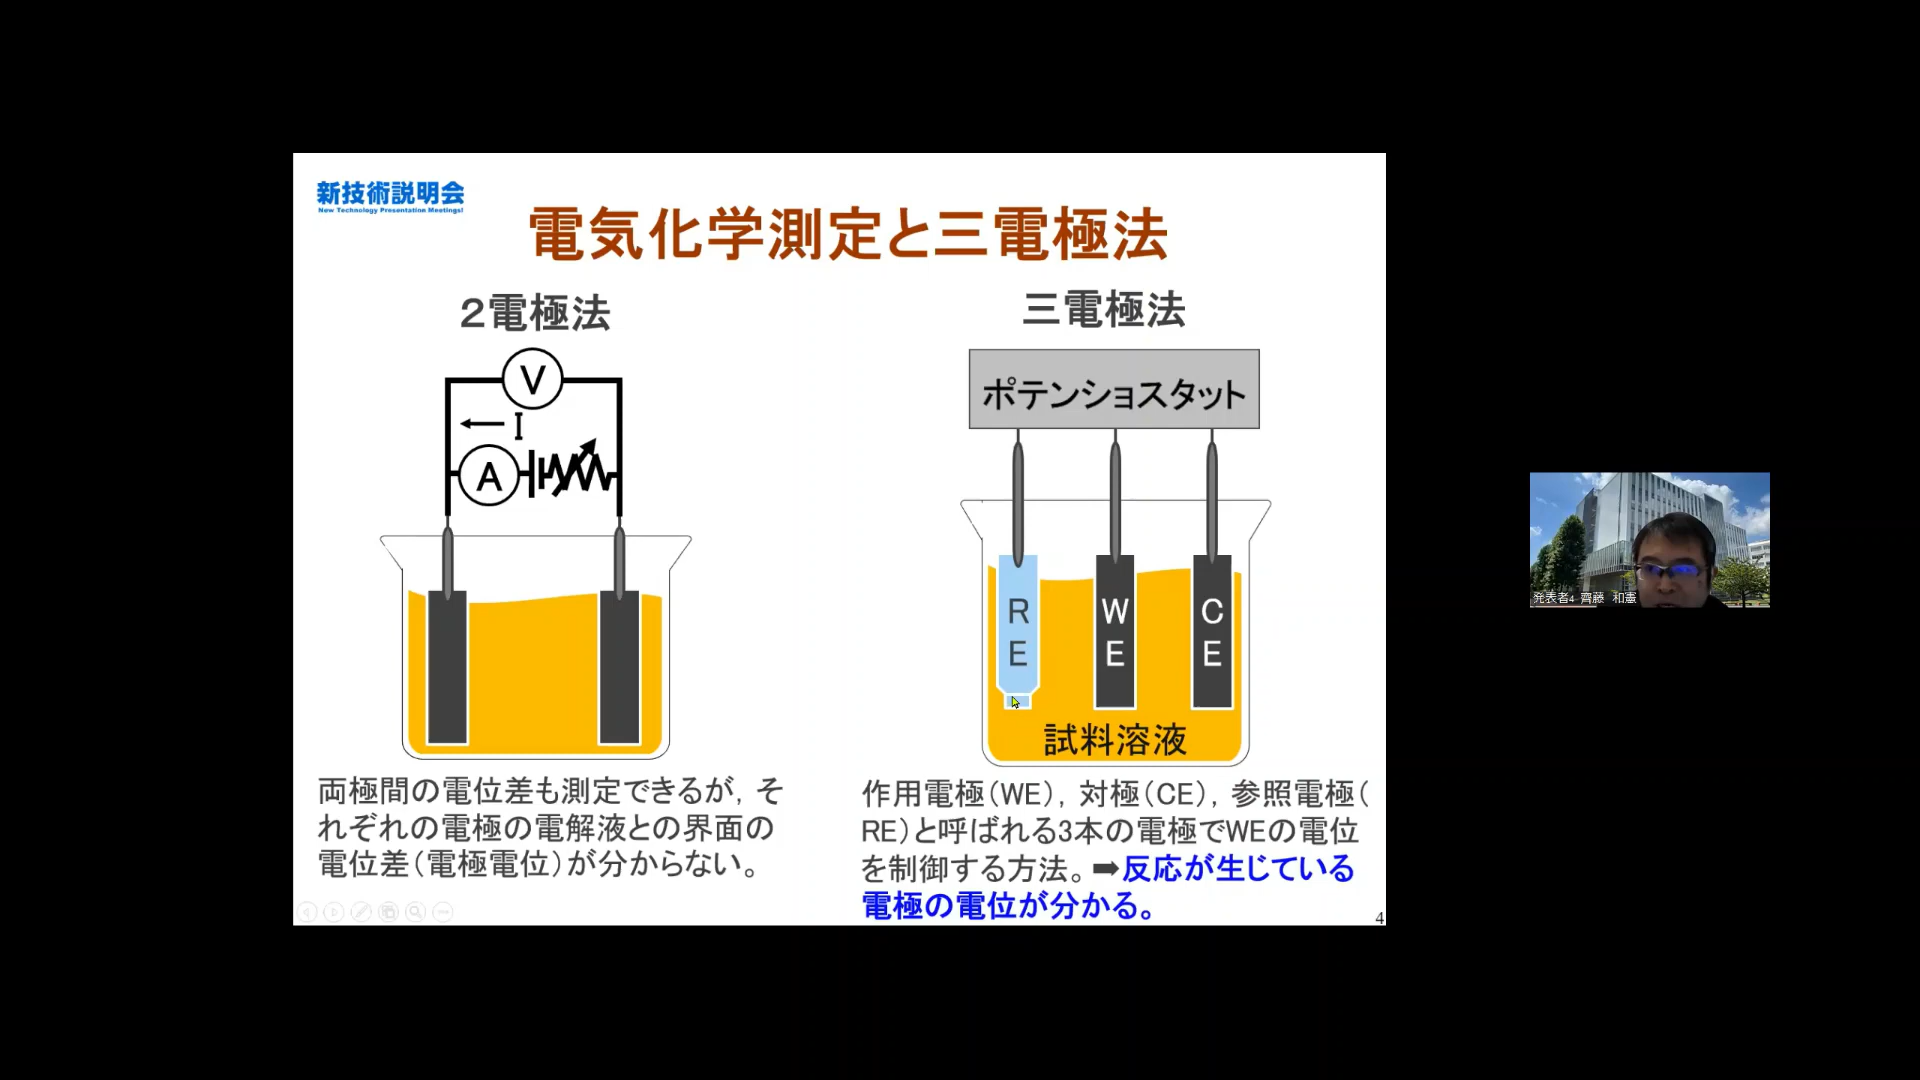 新技術説明会
New Technology Presentation Meetings!
電気化学測定と三電極法
２電極法
V
I
A
両極間の電位差も測定できるが，そ
れぞれの電極の電解液との界面の
電位差（電極電位）が分からない。
三電極法
ポテンショスタット
R
E
W
E
C
E
試料溶液
作用電極（WE），対極（CE），参照電極（
RE）と呼ばれる3本の電極でWEの電位
を制御する方法。➡反応が生じている
電極の電位が分かる。
4
発表者4 齊藤 和憲